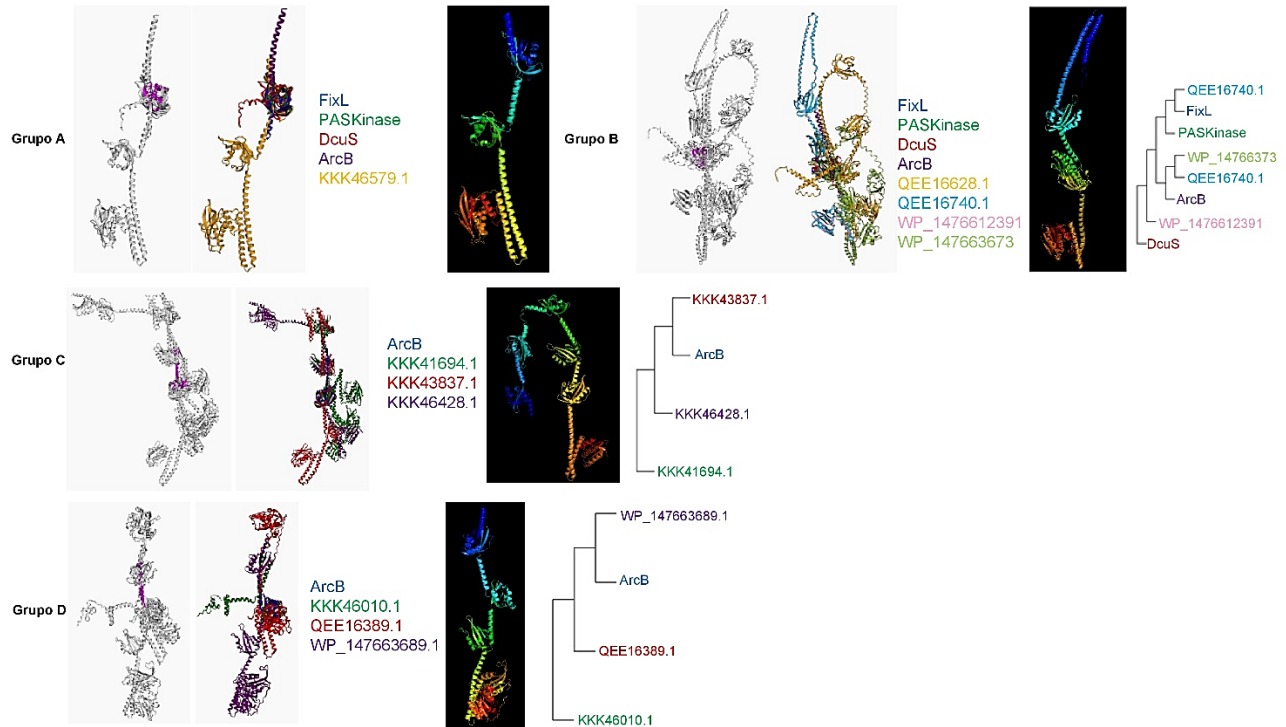 Grupo A
FixL
PASKinase
DcuS
ArcB
KKK46579.1
Grupo B
FixL
PASKinase
DcuS
ArcB
QEE16628.1
QEE16740.1
WP_1476612391
WP_147663673
QEE16740.1
FixL
PASKinase
WP_14766373
QEE16740.1
ArcB
WP_1476612391
DcuS
Grupo C
ArcB
KKK41694.1
KKK43837.1
KKK46428.1
KKK43837.1
ArcB
KKK46428.1
KKK41694.1
Grupo D
ArcB
KKK46010.1
QEE16389.1
WP_147663689.1
WP_147663689.1
ArcB
QEE16389.1
KKK46010.1